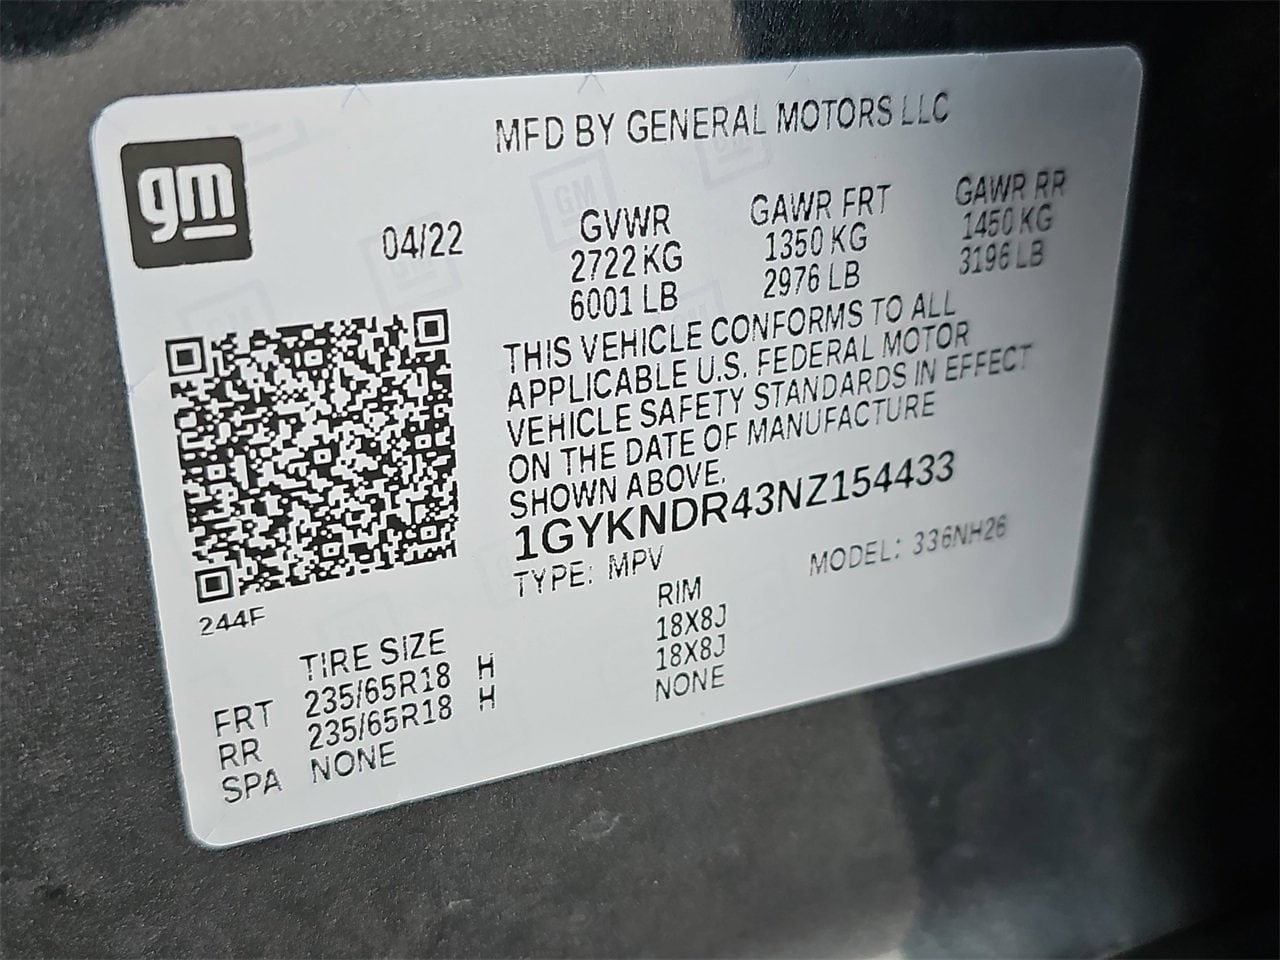 gm
MFD BY GENERAL MOTORS LLC
04/22
GVWR GAWR FRT GAWR RR
2722 KG 1350 KG 1450 KG
6001 LB 2976 LB 3196 LB
THIS VEHICLE CONFORMS TO ALL
APPLICABLE U.S. FEDERAL MOTOR
VEHICLE SAFETY STANDARDS IN EFFECT
ON THE DATE OF MANUFACTURE
SHOWN ABOVE.
1GYKNDR43NZ154433
TYPE: MPV MODEL: 336NH26
244F
TIRE SIZE RIM
FRT 235/65R18 H 18X8J
RR 235/65R18 H 18X8J
SPA NONE NONE